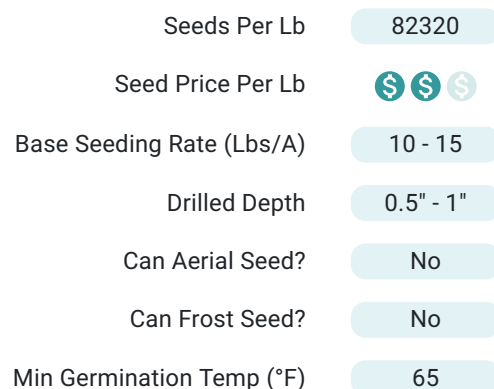 Seeds Per Lb 82320
Seed Price Per Lb $ $ $
Base Seeding Rate (Lbs/A) 10 - 15
Drilled Depth 0.5" - 1"
Can Aerial Seed? No
Can Frost Seed? No
Min Germination Temp (°F) 65